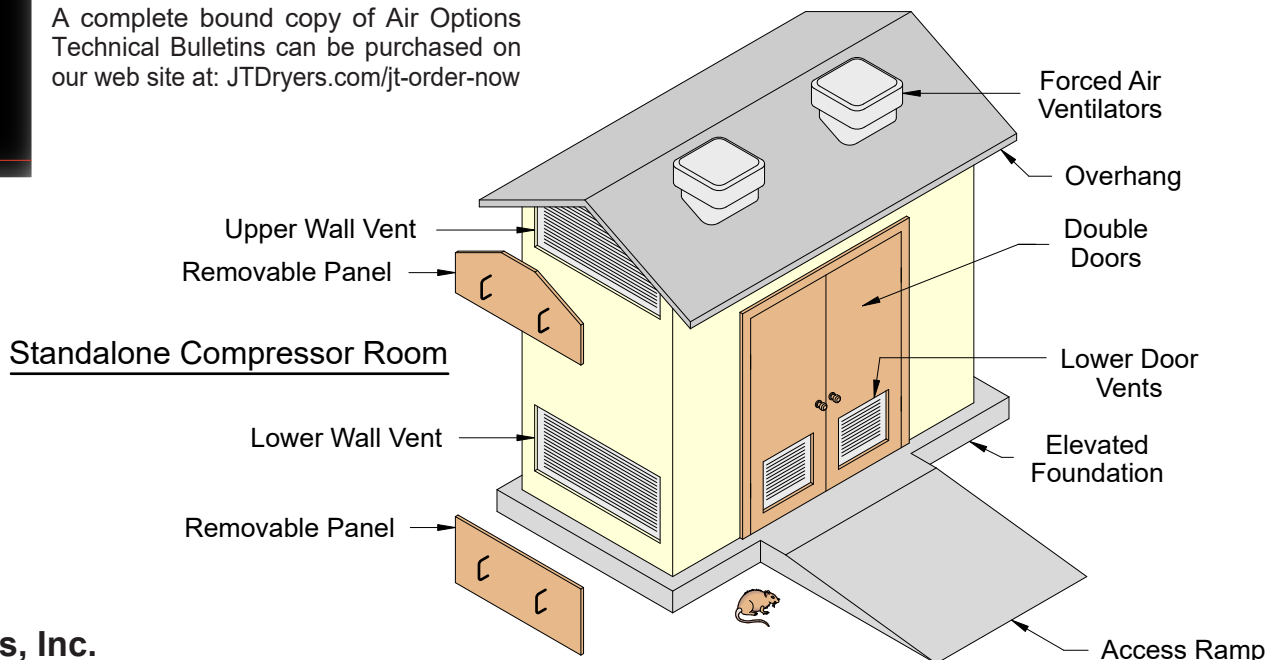 A complete bound copy of Air Options
Technical Bulletins can be purchased on
our web site at: JTDryers.com/jt-order-now
Forced Air
Ventilators
Overhang
Upper Wall Vent
Double
Doors
Removable Panel
Standalone Compressor Room
Lower Door
Vents
Lower Wall Vent
Elevated
Foundation
Removable Panel
s, Inc.
Access Ramp